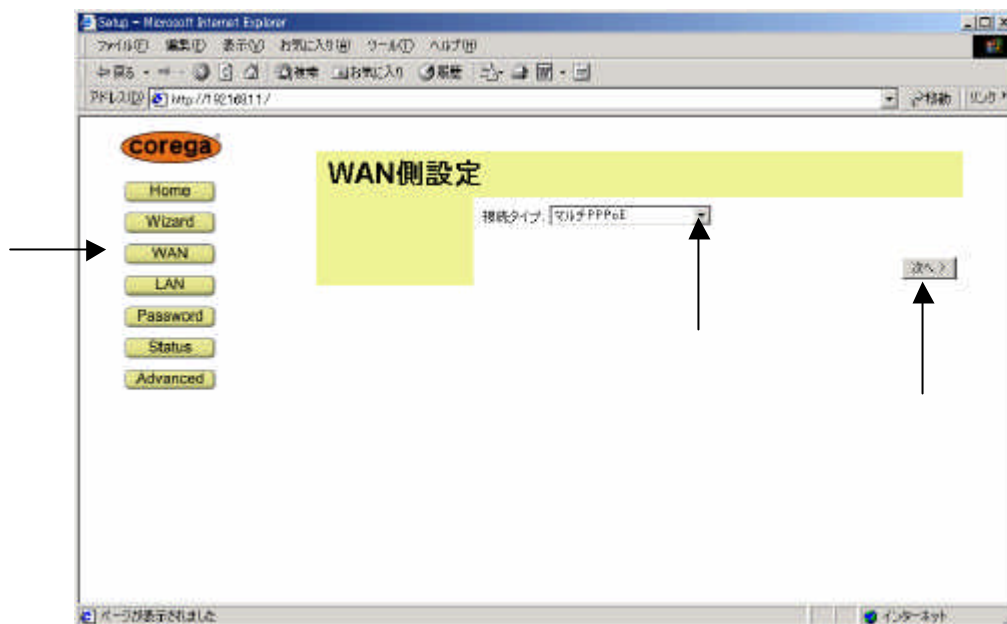 Setup - Microsoft Internet Explorer
ファイル(F) 編集(E) 表示(V) お気に入り(A) ツール(T) ヘルプ(H)
戻る 検索 お気に入り 履歴
アドレス(D) http://192.168.1.1/ 移動 リンク
corega
WAN側設定
Home
接続タイプ: マルチPPPoE
Wizard
WAN
次へ >
LAN
Password
Status
Advanced
ページが表示されました インターネット